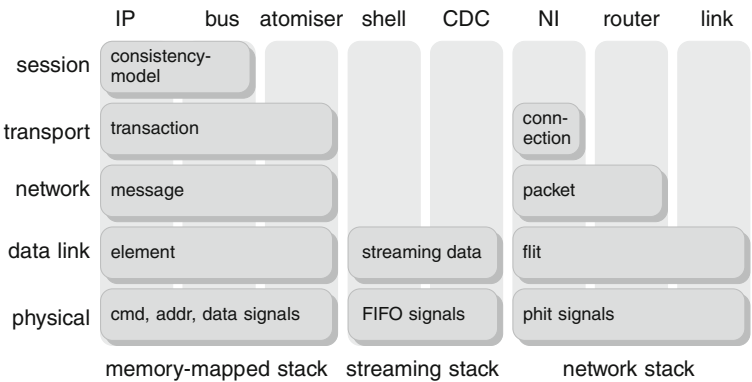 IP bus atomiser shell CDC NI router link
session consistency-
model
transport transaction conn-
ection
network message packet
data link element streaming data flit
physical cmd, addr, data signals FIFO signals phit signals
memory-mapped stack streaming stack network stack